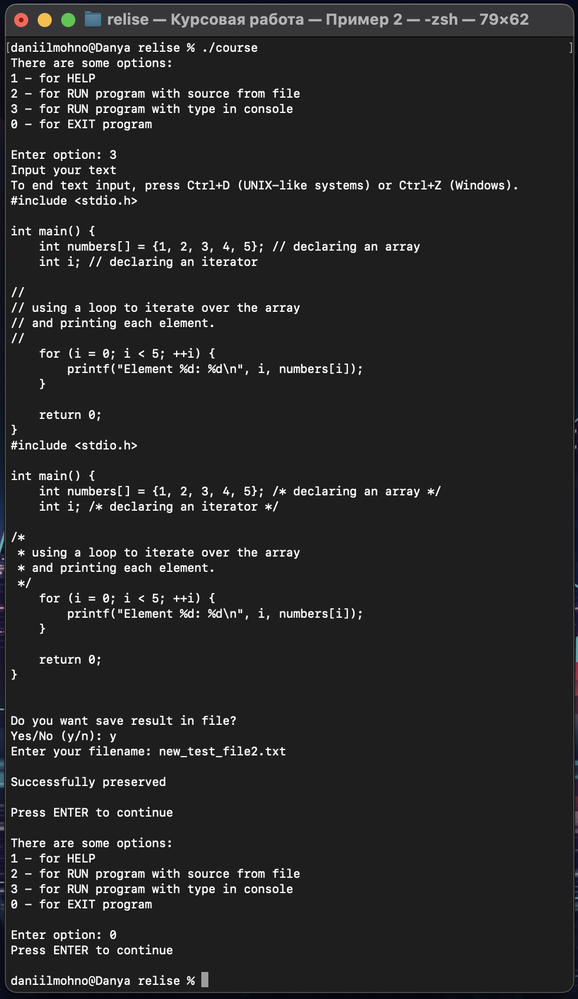 relise — Курсовая работа — Пример 2 — -zsh — 79×62
[daniilmohno@Danya relise % ./course ]
There are some options:
1 – for HELP
2 – for RUN program with source from file
3 – for RUN program with type in console
0 – for EXIT program

Enter option: 3
Input your text
To end text input, press Ctrl+D (UNIX-like systems) or Ctrl+Z (Windows).
#include <stdio.h>

int main() {
    int numbers[] = {1, 2, 3, 4, 5}; // declaring an array
    int i; // declaring an iterator

//
// using a loop to iterate over the array
// and printing each element.
//
    for (i = 0; i < 5; ++i) {
        printf("Element %d: %d\n", i, numbers[i]);
    }

    return 0;
}
#include <stdio.h>

int main() {
    int numbers[] = {1, 2, 3, 4, 5}; /* declaring an array */
    int i; /* declaring an iterator */

/*
 * using a loop to iterate over the array
 * and printing each element.
 */
    for (i = 0; i < 5; ++i) {
        printf("Element %d: %d\n", i, numbers[i]);
    }

    return 0;
}


Do you want save result in file?
Yes/No (y/n): y
Enter your filename: new_test_file2.txt

Successfully preserved

Press ENTER to continue

There are some options:
1 – for HELP
2 – for RUN program with source from file
3 – for RUN program with type in console
0 – for EXIT program

Enter option: 0
Press ENTER to continue

daniilmohno@Danya relise %